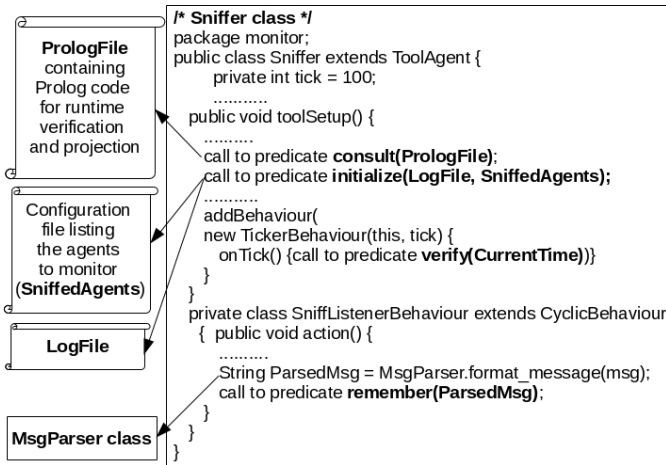 PrologFile
containing
Prolog code
for runtime
verification
and projection
Configuration
file listing
the agents
to monitor
(SniffedAgents)
LogFile
MsgParser class
/* Sniffer class */
package monitor;
public class Sniffer extends ToolAgent {
private int tick = 100;
...........
public void toolSetup() {
..........
call to predicate consult(PrologFile);
call to predicate initialize(LogFile, SniffedAgents);
...........
addBehaviour(
new TickerBehaviour(this, tick) {
onTick() {call to predicate verify(CurrentTime))}
}
}
private class SniffListenerBehaviour extends CyclicBehaviour
{ public void action() {
..........
String ParsedMsg = MsgParser.format_message(msg);
call to predicate remember(ParsedMsg);
}
}
}